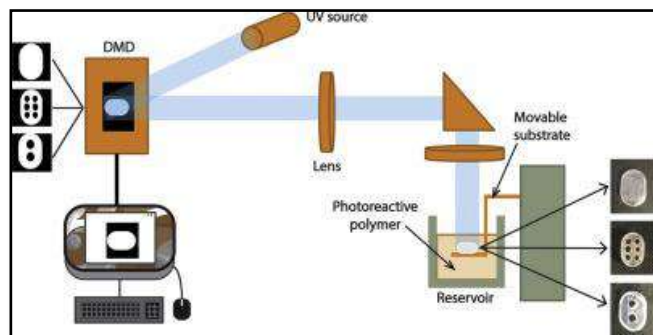 UV source
DMD
Lens
Movable
substrate
Photoreactive
polymer
Reservoir